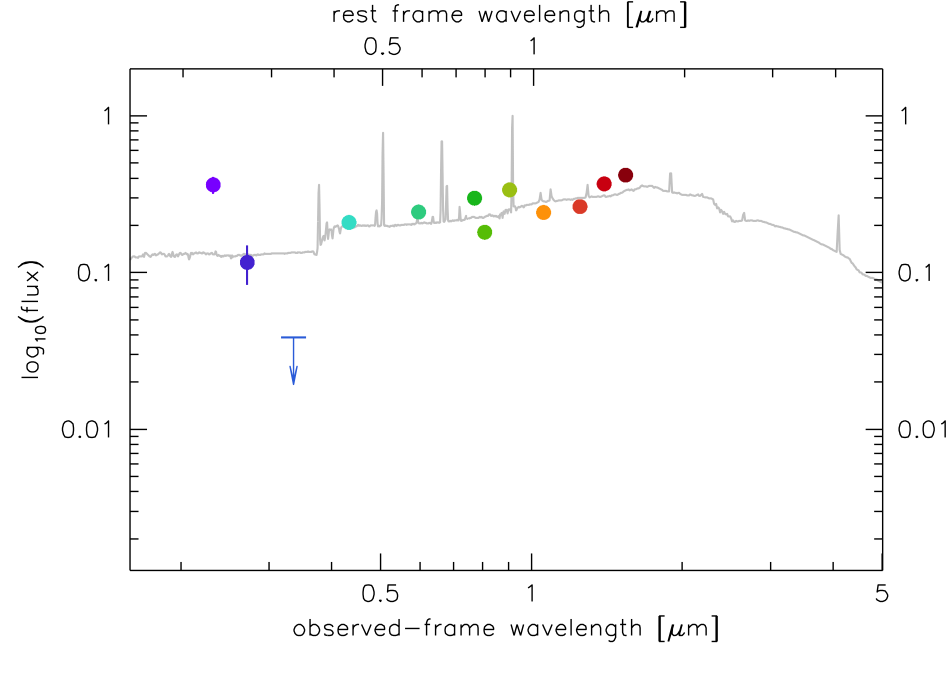 rest frame wavelength [μm]
0.5 1
1 1
0.1 0.1
0.01 0.01
log10(flux)
0.5 1 5
observed-frame wavelength [μm]